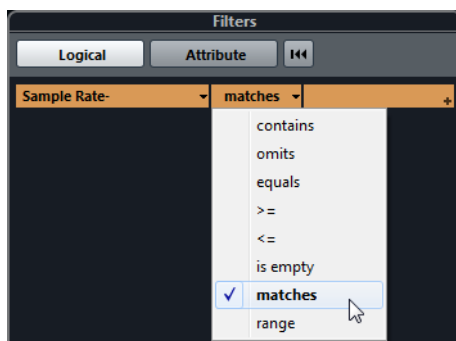 Filters
Logical Attribute
Sample Rate- matches +
contains
omits
equals
>=
<=
is empty
✓ matches
range